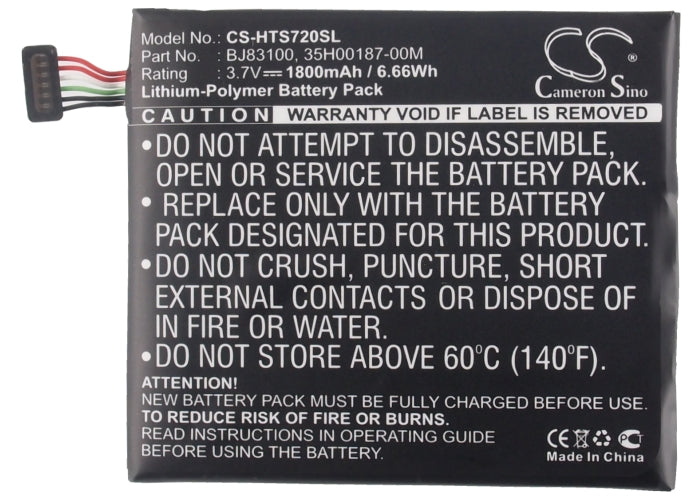 Model No.: CS-HTS720SL
Part No. : BJ83100, 35H00187-00M
Rating : 3.7V⎓ 1800mAh / 6.66Wh
Lithium-Polymer Battery Pack
CS
Cameron Sino
CAUTION WARRANTY VOID IF LABEL IS REMOVED
•DO NOT ATTEMPT TO DISASSEMBLE,
OPEN OR SERVICE THE BATTERY PACK.
• REPLACE ONLY WITH THE BATTERY
PACK DESIGNATED FOR THIS PRODUCT.
•DO NOT CRUSH, PUNCTURE, SHORT
EXTERNAL CONTACTS OR DISPOSE OF
IN FIRE OR WATER.
•DO NOT STORE ABOVE 60°C (140°F).
ATTENTION!
NEW BATTERY PACK MUST BE FULLY CHARGED BEFORE USE
TO REDUCE RISK OF FIRE OR BURNS.
READ INSTRUCTIONS IN OPERATING GUIDE
BEFORE USING BATTERY PACK.
CE PCT